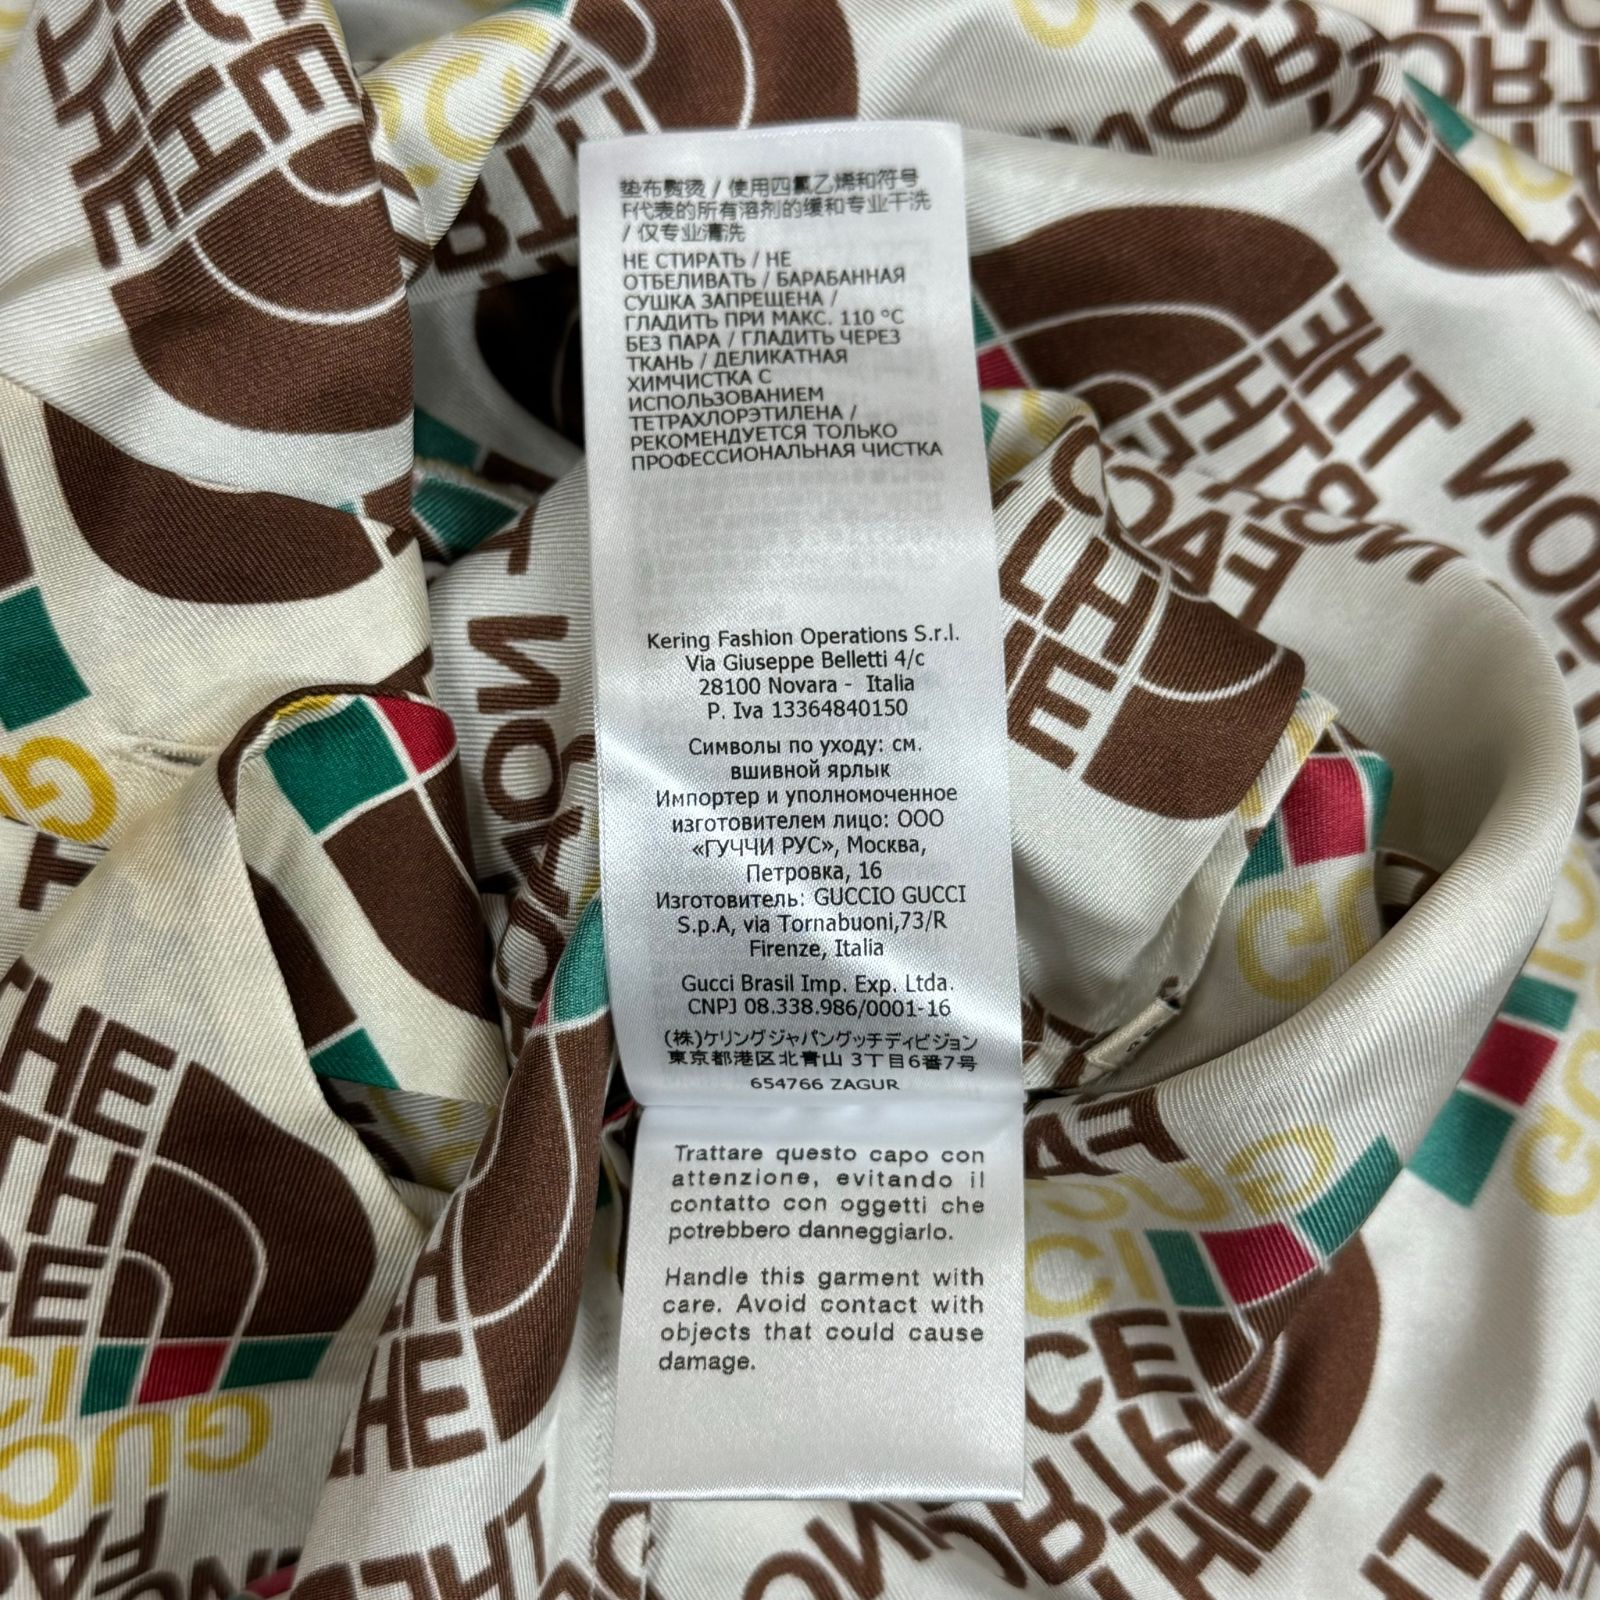 垫布熨烫 / 使用四氯乙烯和符号
F代表的所有溶剂的缓和专业干洗
/ 仅专业清洗
НЕ СТИРАТЬ / НЕ
ОТБЕЛИВАТЬ / БАРАБАННАЯ
СУШКА ЗАПРЕЩЕНА /
ГЛАДИТЬ ПРИ МАКС. 110 °C
БЕЗ ПАРА / ГЛАДИТЬ ЧЕРЕЗ
ТКАНЬ / ДЕЛИКАТНАЯ
ХИМЧИСТКА С
ИСПОЛЬЗОВАНИЕМ
ТЕТРАХЛОРЭТИЛЕНА /
РЕКОМЕНДУЕТСЯ ТОЛЬКО
ПРОФЕССИОНАЛЬНАЯ ЧИСТКА
Kering Fashion Operations S.r.l.
Via Giuseppe Belletti 4/c
28100 Novara - Italia
P. Iva 13364840150
Символы по уходу: см.
вшивной ярлык
Импортер и уполномоченное
изготовителем лицо: ООО
«ГУЧЧИ РУС», Москва,
Петровка, 16
Изготовитель: GUCCIO GUCCI
S.p.A, via Tornabuoni,73/R
Firenze, Italia
Gucci Brasil Imp. Exp. Ltda.
CNPJ 08.338.986/0001-16
(株)ケリングジャパングッチディビジョン
東京都港区北青山 3丁目6番7号
654766 ZAGUR
Trattare questo capo con
attenzione, evitando il
contatto con oggetti che
potrebbero danneggiarlo.
Handle this garment with
care. Avoid contact with
objects that could cause
damage.
THE
GUCCI
THE
THE